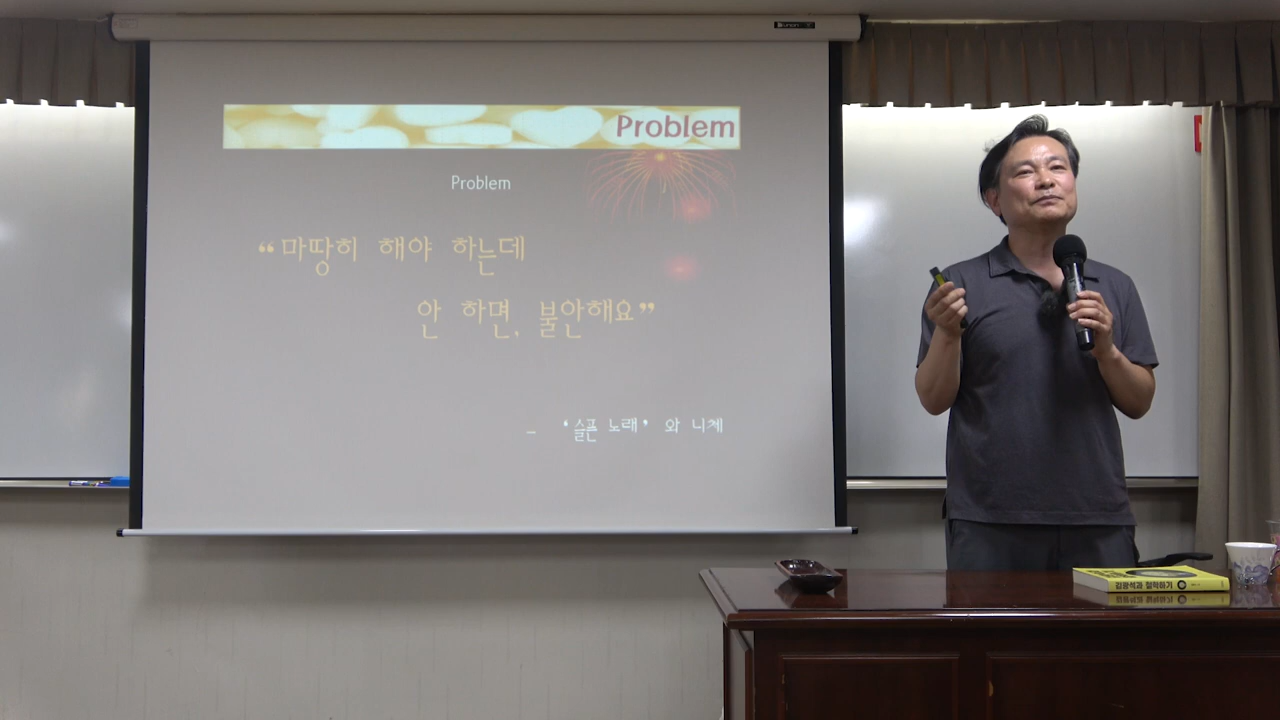 Problem
Problem
“마땅히 해야 하는데
안 하면, 불안해요”
– ‘슬픈 노래’ 와 니체
김광석과 철학하기